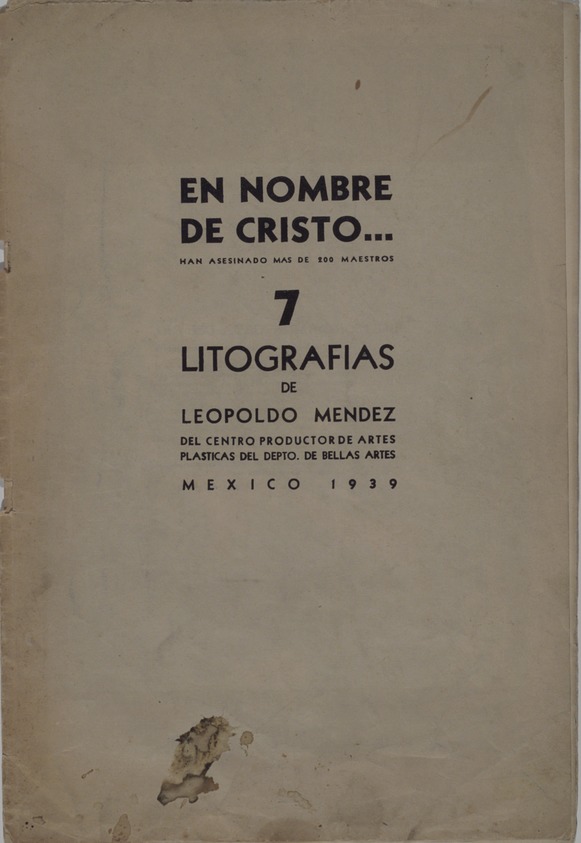 EN NOMBRE
DE CRISTO...
HAN ASESINADO MAS DE 200 MAESTROS
7
LITOGRAFIAS
DE
LEOPOLDO MENDEZ
DEL CENTRO PRODUCTOR DE ARTES
PLASTICAS DEL DEPTO. DE BELLAS ARTES
MEXICO 1939